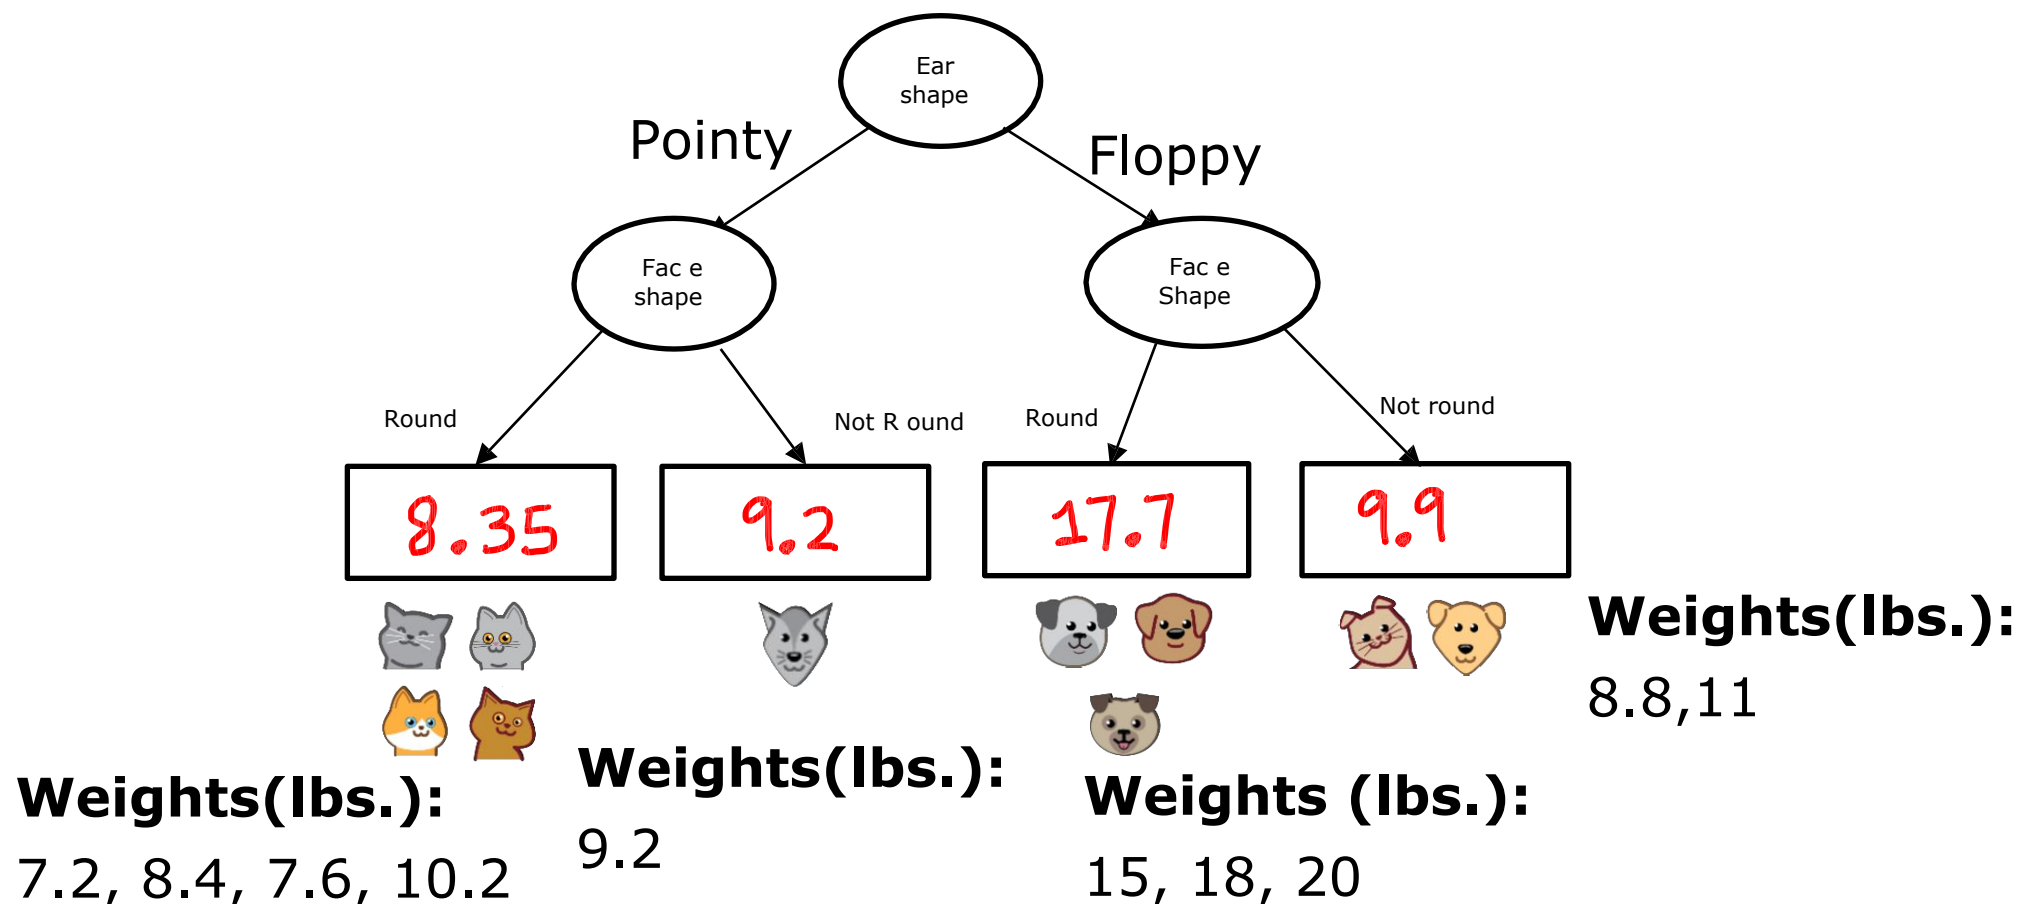 Ear
shape
Pointy
Floppy
Fac e
shape
Fac e
Shape
Round
Not R ound
Round
Not round
8.35
9.2
17.7
9.9
Weights(lbs.):
8.8,11
Weights(lbs.):
9.2
Weights(lbs.):
7.2, 8.4, 7.6, 10.2
Weights (lbs.):
15, 18, 20